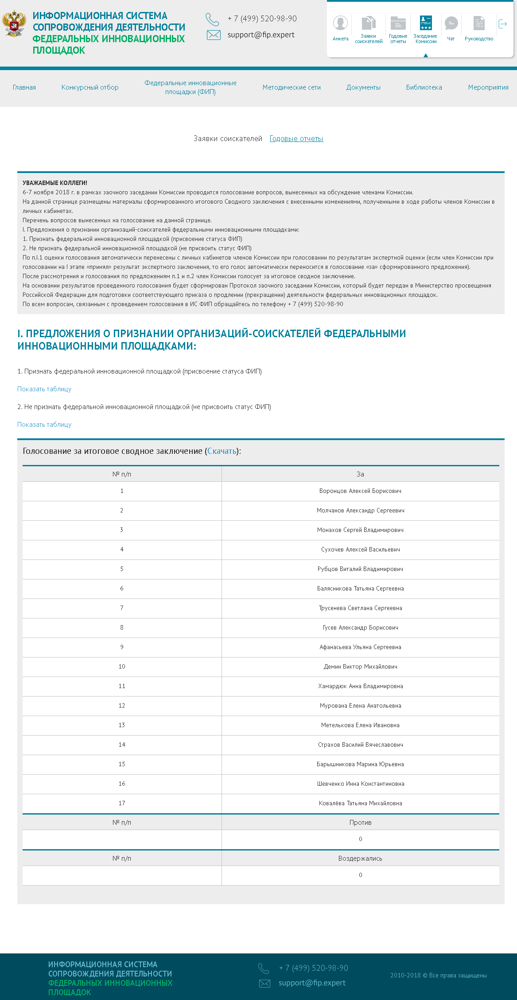 ИНФОРМАЦИОННАЯ СИСТЕМА
СОПРОВОЖДЕНИЯ ДЕЯТЕЛЬНОСТИ
ФЕДЕРАЛЬНЫХ ИННОВАЦИОННЫХ
ПЛОЩАДОК
+ 7 (499) 520-98-90
support@fip.expert
Анкета
Заявки
соискателей
Годовые
отчеты
Заседание
Комиссии
Чат
Руководство
Главная
Конкурсный отбор
Федеральные инновационные
площадки (ФИП)
Методические сети
Документы
Библиотека
Мероприятия
Заявки соискателей Годовые отчеты
УВАЖАЕМЫЕ КОЛЛЕГИ!
6-7 ноября 2018 г. в рамках заочного заседании Комиссии проводится голосование вопросов, вынесенных на обсуждение членами Комиссии.
На данной странице размещены материалы сформированного итогового Сводного заключения с внесенными изменениями, полученными в ходе работы членов Комиссии в
личных кабинетах.
Перечень вопросов вынесенных на голосование на данной странице.
I. Предложения о признании организаций-соискателей федеральными инновационными площадками:
1. Признать федеральной инновационной площадкой (присвоение статуса ФИП)
2. Не признать федеральной инновационной площадкой (не присвоить статус ФИП)
По п.I.1 оценки голосования автоматически перенесены с личных кабинетов членов Комиссии при голосовании по результатам экспертной оценки (если член Комиссии при
голосовании на I этапе «принял» результат экспертного заключения, то его голос автоматически переносится в голосование «за» сформированного предложения).
После рассмотрения и голосования по предложениям п.1 и п.2 член Комиссии голосует за итоговое сводное заключение.
На основании результатов проведенного голосования будет сформирован Протокол заочного заседании Комиссии, который будет передан в Министерство просвещения
Российской Федерации для подготовки соответствующего приказа о продлении (прекращении) деятельности федеральных инновационных площадок.
По всем вопросам, связанным с проведением голосования в ИС ФИП обращайтесь по телефону + 7 (499) 520-98-90
I. ПРЕДЛОЖЕНИЯ О ПРИЗНАНИИ ОРГАНИЗАЦИЙ-СОИСКАТЕЛЕЙ ФЕДЕРАЛЬНЫМИ
ИННОВАЦИОННЫМИ ПЛОЩАДКАМИ:
1. Признать федеральной инновационной площадкой (присвоение статуса ФИП)
Показать таблицу
2. Не признать федеральной инновационной площадкой (не присвоить статус ФИП)
Показать таблицу
Голосование за итоговое сводное заключение (Скачать):
№ п/п За
1 Воронцов Алексей Борисович
2 Молчанов Александр Сергеевич
3 Монахов Сергей Владимирович
4 Сухочев Алексей Васильевич
5 Рубцов Виталий Владимирович
6 Балясникова Татьяна Сергеевна
7 Трусенева Светлана Сергеевна
8 Гусев Александр Борисович
9 Афанасьева Ульяна Сергеевна
10 Демин Виктор Михайлович
11 Хамардюк Анна Владимировна
12 Мурована Елена Анатольевна
13 Метелькова Елена Ивановна
14 Страхов Василий Вячеславович
15 Барышникова Марина Юрьевна
16 Шевченко Инна Константиновна
17 Ковалёва Татьяна Михайловна
№ п/п Против
0
№ п/п Воздержались
0
ИНФОРМАЦИОННАЯ СИСТЕМА
СОПРОВОЖДЕНИЯ ДЕЯТЕЛЬНОСТИ
ФЕДЕРАЛЬНЫХ ИННОВАЦИОННЫХ
ПЛОЩАДОК
+ 7 (499) 520-98-90
support@fip.expert
2010-2018 © Все права защищены